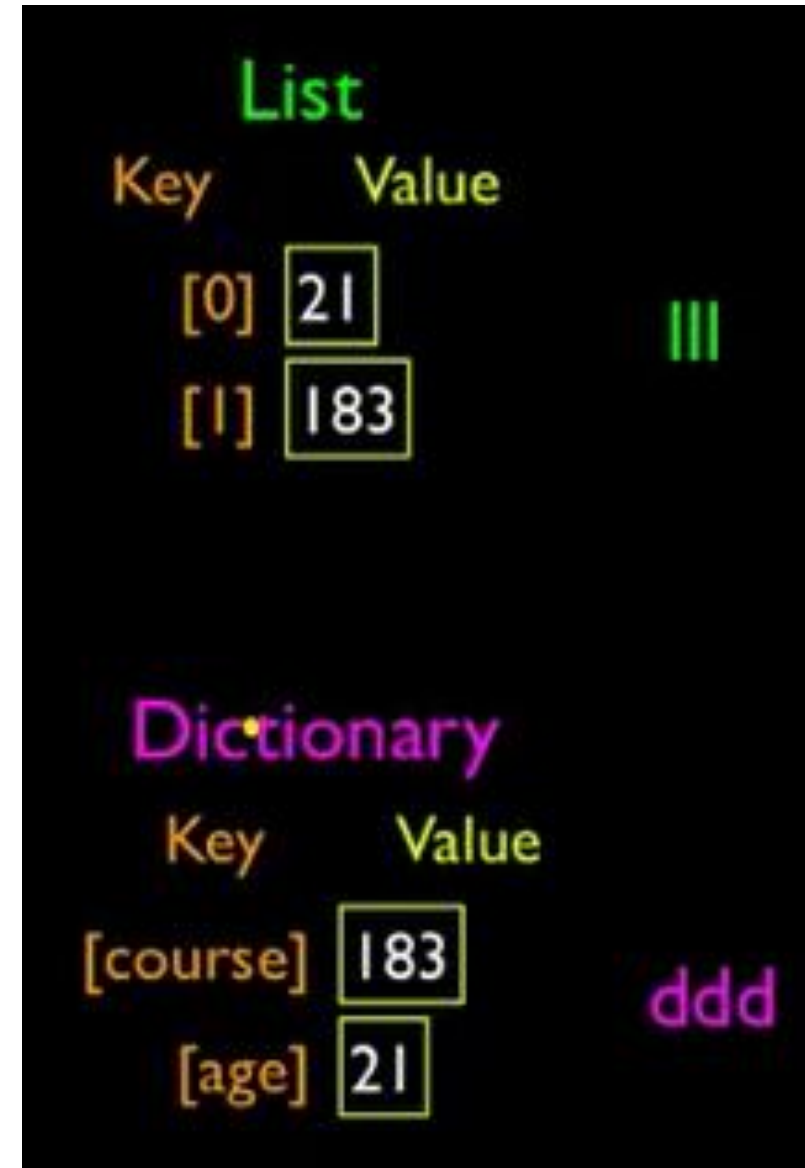 List
Key Value
[0] 21
lll
[1] 183
Dictionary
Key Value
[course] 183
ddd
[age] 21